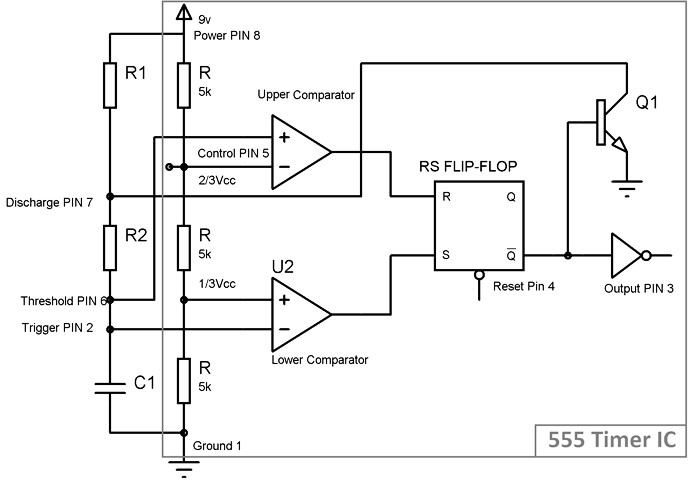 9v
Power PIN 8
R1
R
5k
Upper Comparator
Q1
Control PIN 5
2/3Vcc
RS FLIP-FLOP
R
Q
Discharge PIN 7
R2
R
5k
U2
S
Q̅
1/3Vcc
Reset Pin 4
Output PIN 3
Threshold PIN 6
Trigger PIN 2
Lower Comparator
C1
R
5k
Ground 1
555 Timer IC